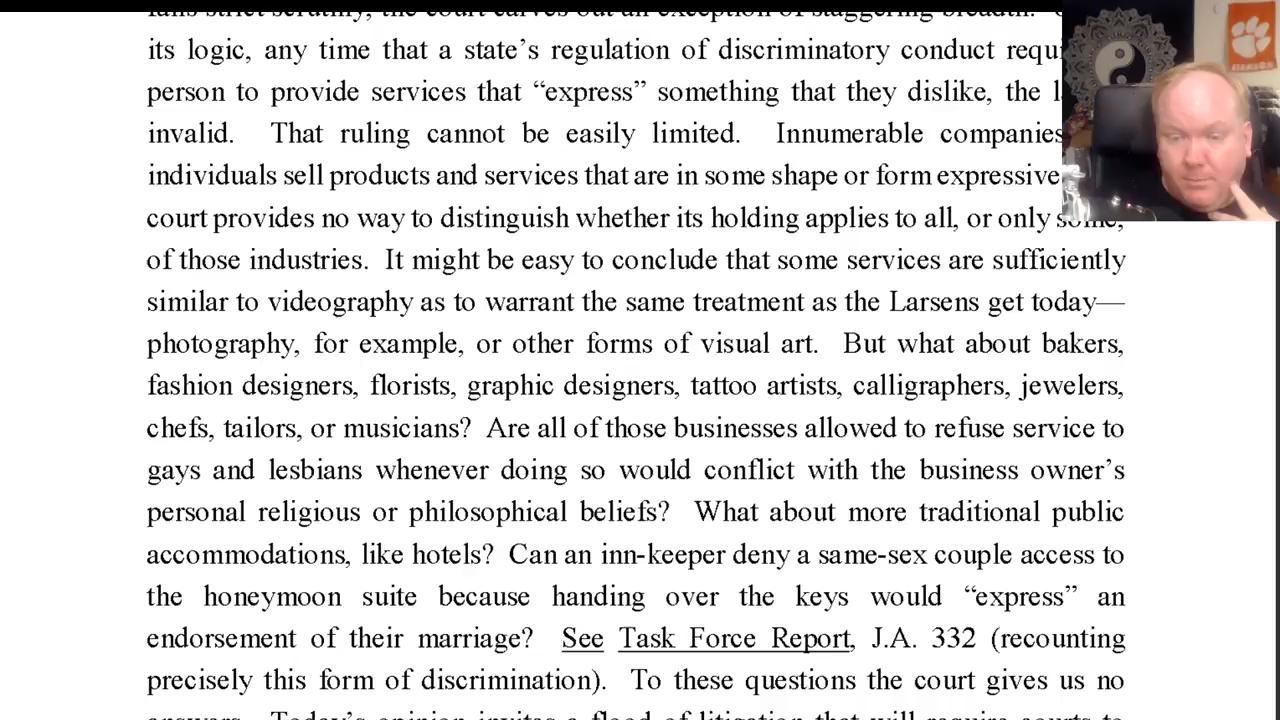 its logic, any time that a state’s regulation of discriminatory conduct
person to provide services that “express” something that they dislike, the
invalid. That ruling cannot be easily limited. Innumerable companies
individuals sell products and services that are in some shape or form expressive
court provides no way to distinguish whether its holding applies to all, or only some,
of those industries. It might be easy to conclude that some services are sufficiently
similar to videography as to warrant the same treatment as the Larsens get today—
photography, for example, or other forms of visual art. But what about bakers,
fashion designers, florists, graphic designers, tattoo artists, calligraphers, jewelers,
chefs, tailors, or musicians? Are all of those businesses allowed to refuse service to
gays and lesbians whenever doing so would conflict with the business owner’s
personal religious or philosophical beliefs? What about more traditional public
accommodations, like hotels? Can an inn-keeper deny a same-sex couple access to
the honeymoon suite because handing over the keys would “express” an
endorsement of their marriage? See Task Force Report, J.A. 332 (recounting
precisely this form of discrimination). To these questions the court gives us no